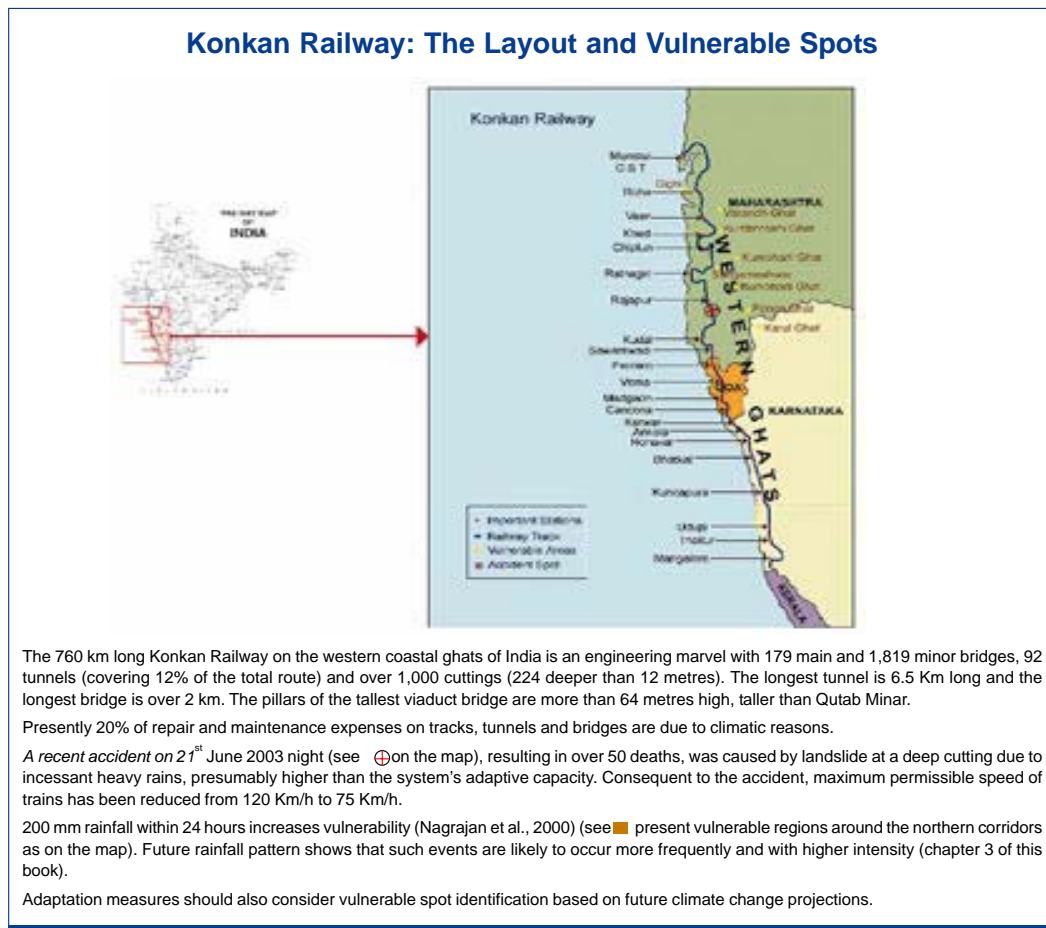 Konkan Railway: The Layout and Vulnerable Spots
Konkan Railway
INDIA
Mumbai
C S T
Dighi
Roha
Veer
Khed
Chiplun
Ratnagiri
Rajapur
Kudal
Pernem
Verna
Madgaon
Cancona
Karwar
Ankola
Honavar
Bhatkal
Kundapura
Udupi
Mangalore
MAHARASHTRA
Varandh Ghat
Kumbharli Ghat
Karul Ghat
WESTERN GHATS
GOA
KARNATAKA
KERALA
Important Stations
Railway Track
Vulnerable Areas
Accident Spot
The 760 km long Konkan Railway on the western coastal ghats of India is an engineering marvel with 179 main and 1,819 minor bridges, 92
tunnels (covering 12% of the total route) and over 1,000 cuttings (224 deeper than 12 metres). The longest tunnel is 6.5 Km long and the
longest bridge is over 2 km. The pillars of the tallest viaduct bridge are more than 64 metres high, taller than Qutab Minar.
Presently 20% of repair and maintenance expenses on tracks, tunnels and bridges are due to climatic reasons.
A recent accident on 21st June 2003 night (see on the map), resulting in over 50 deaths, was caused by landslide at a deep cutting due to
incessant heavy rains, presumably higher than the system's adaptive capacity. Consequent to the accident, maximum permissible speed of
trains has been reduced from 120 Km/h to 75 Km/h.
200 mm rainfall within 24 hours increases vulnerability (Nagrajan et al., 2000) (see present vulnerable regions around the northern corridors
as on the map). Future rainfall pattern shows that such events are likely to occur more frequently and with higher intensity (chapter 3 of this
book).
Adaptation measures should also consider vulnerable spot identification based on future climate change projections.